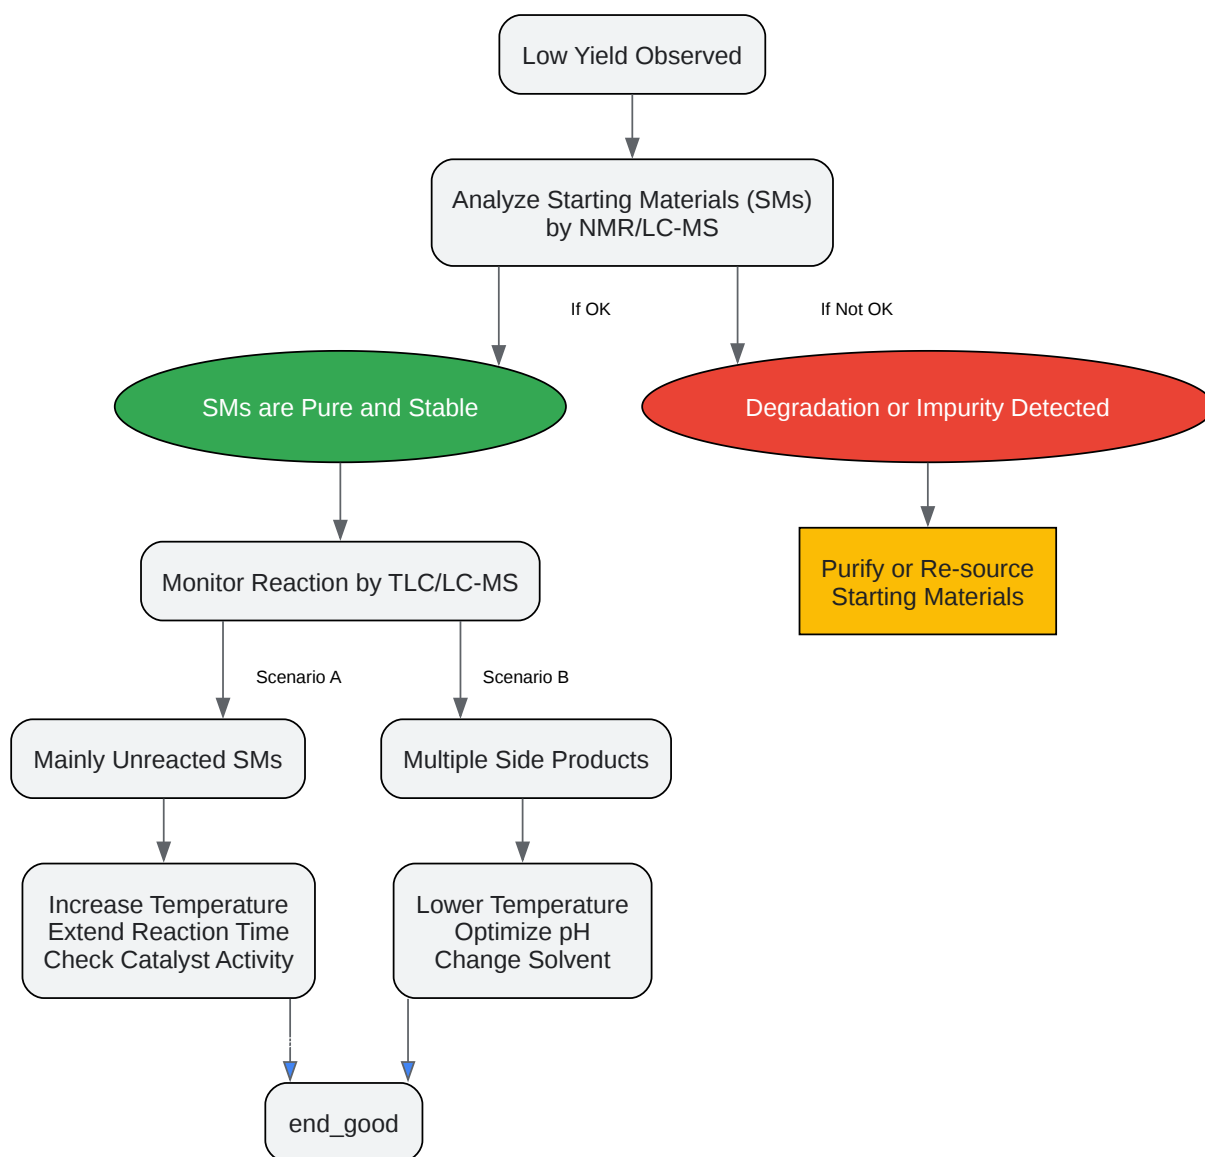 Low Yield Observed
Analyze Starting Materials (SMs)
by NMR/LC-MS
If OK
If Not OK
SMs are Pure and Stable
Degradation or Impurity Detected
Monitor Reaction by TLC/LC-MS
Purify or Re-source
Starting Materials
Scenario A
Scenario B
Mainly Unreacted SMs
Multiple Side Products
Increase Temperature
Extend Reaction Time
Check Catalyst Activity
Lower Temperature
Optimize pH
Change Solvent
end_good